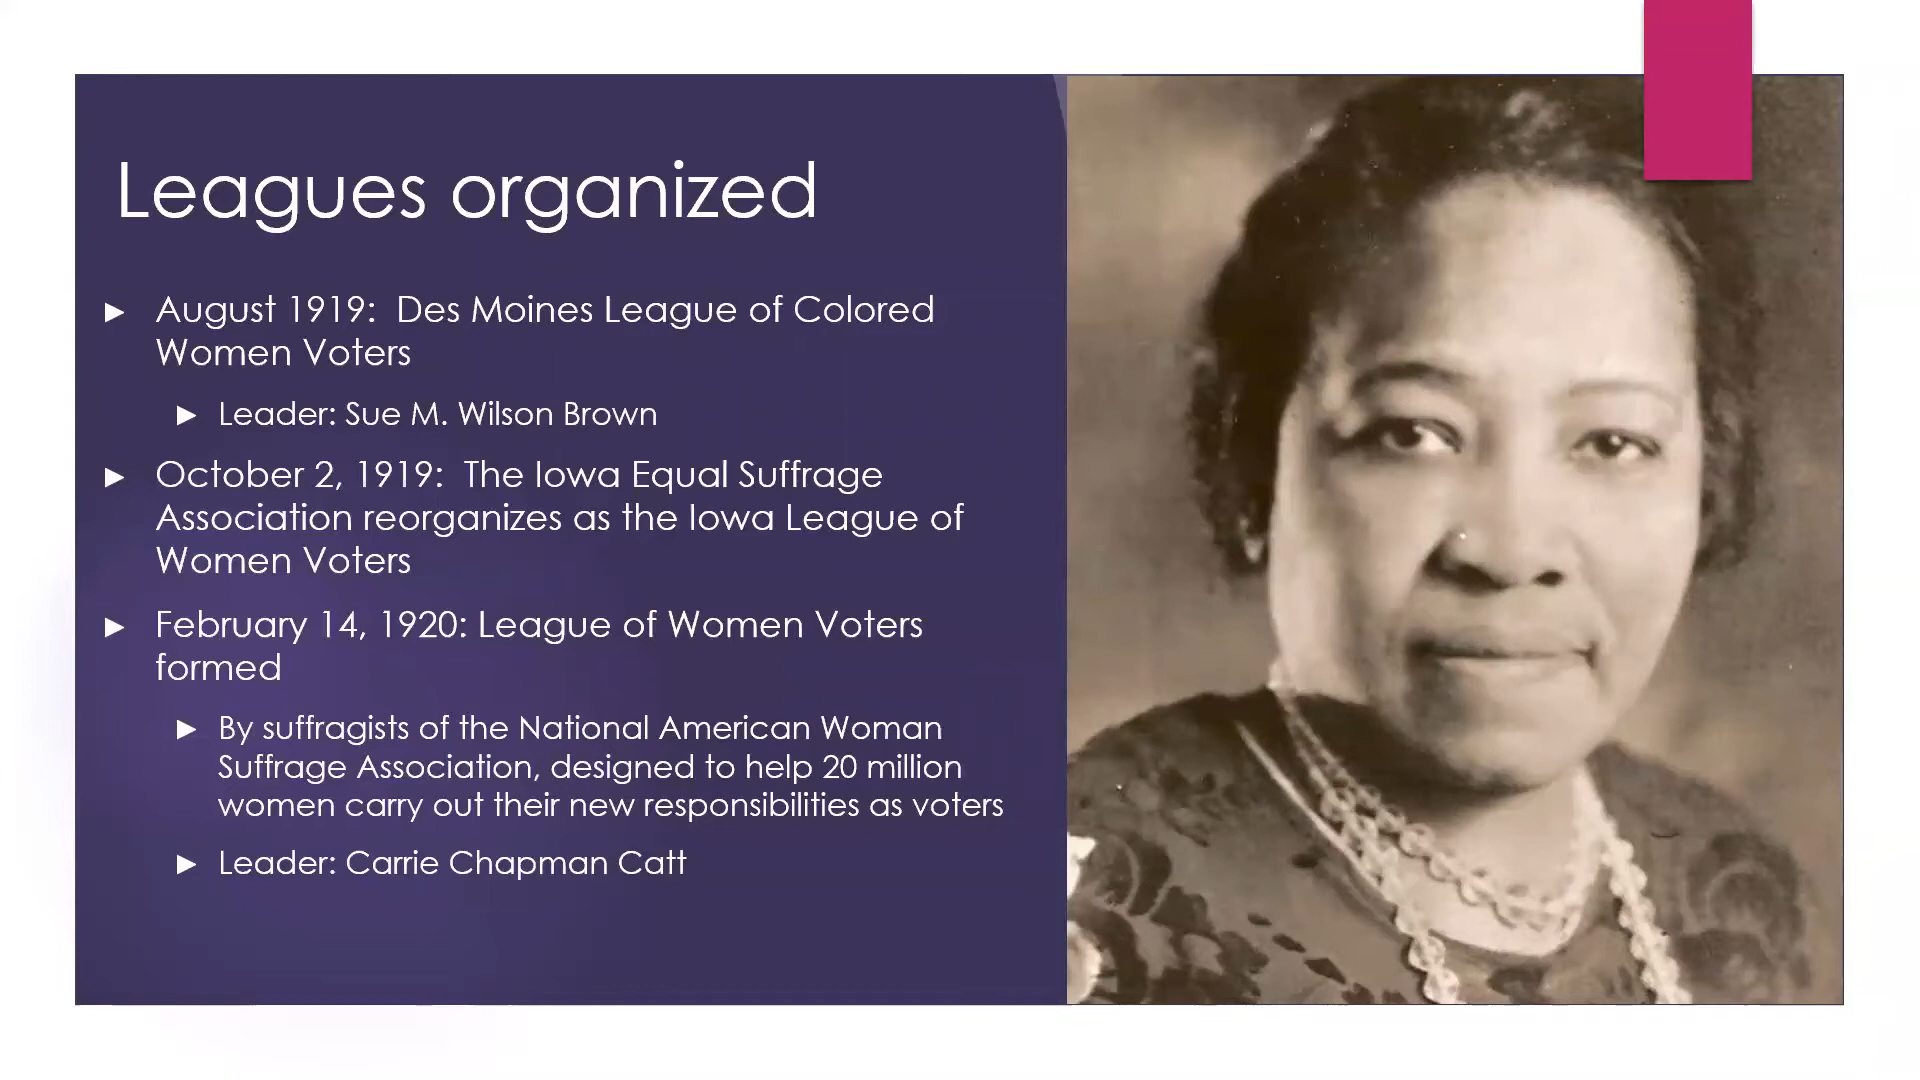 Leagues organized
August 1919:  Des Moines League of Colored
Women Voters
Leader: Sue M. Wilson Brown
October 2, 1919:  The Iowa Equal Suffrage
Association reorganizes as the Iowa League of
Women Voters
February 14, 1920: League of Women Voters
formed
By suffragists of the National American Woman
Suffrage Association, designed to help 20 million
women carry out their new responsibilities as voters
Leader: Carrie Chapman Catt